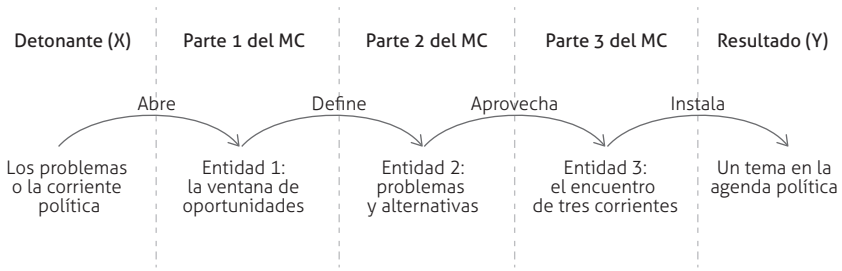 Detonante (X)
Parte 1 del MC
Parte 2 del MC
Parte 3 del MC
Resultado (Y)
Abre
Define
Aprovecha
Instala
Los problemas
o la corriente
política
Entidad 1:
la ventana de
oportunidades
Entidad 2:
problemas
y alternativas
Entidad 3:
el encuentro
de tres corrientes
Un tema en la
agenda política